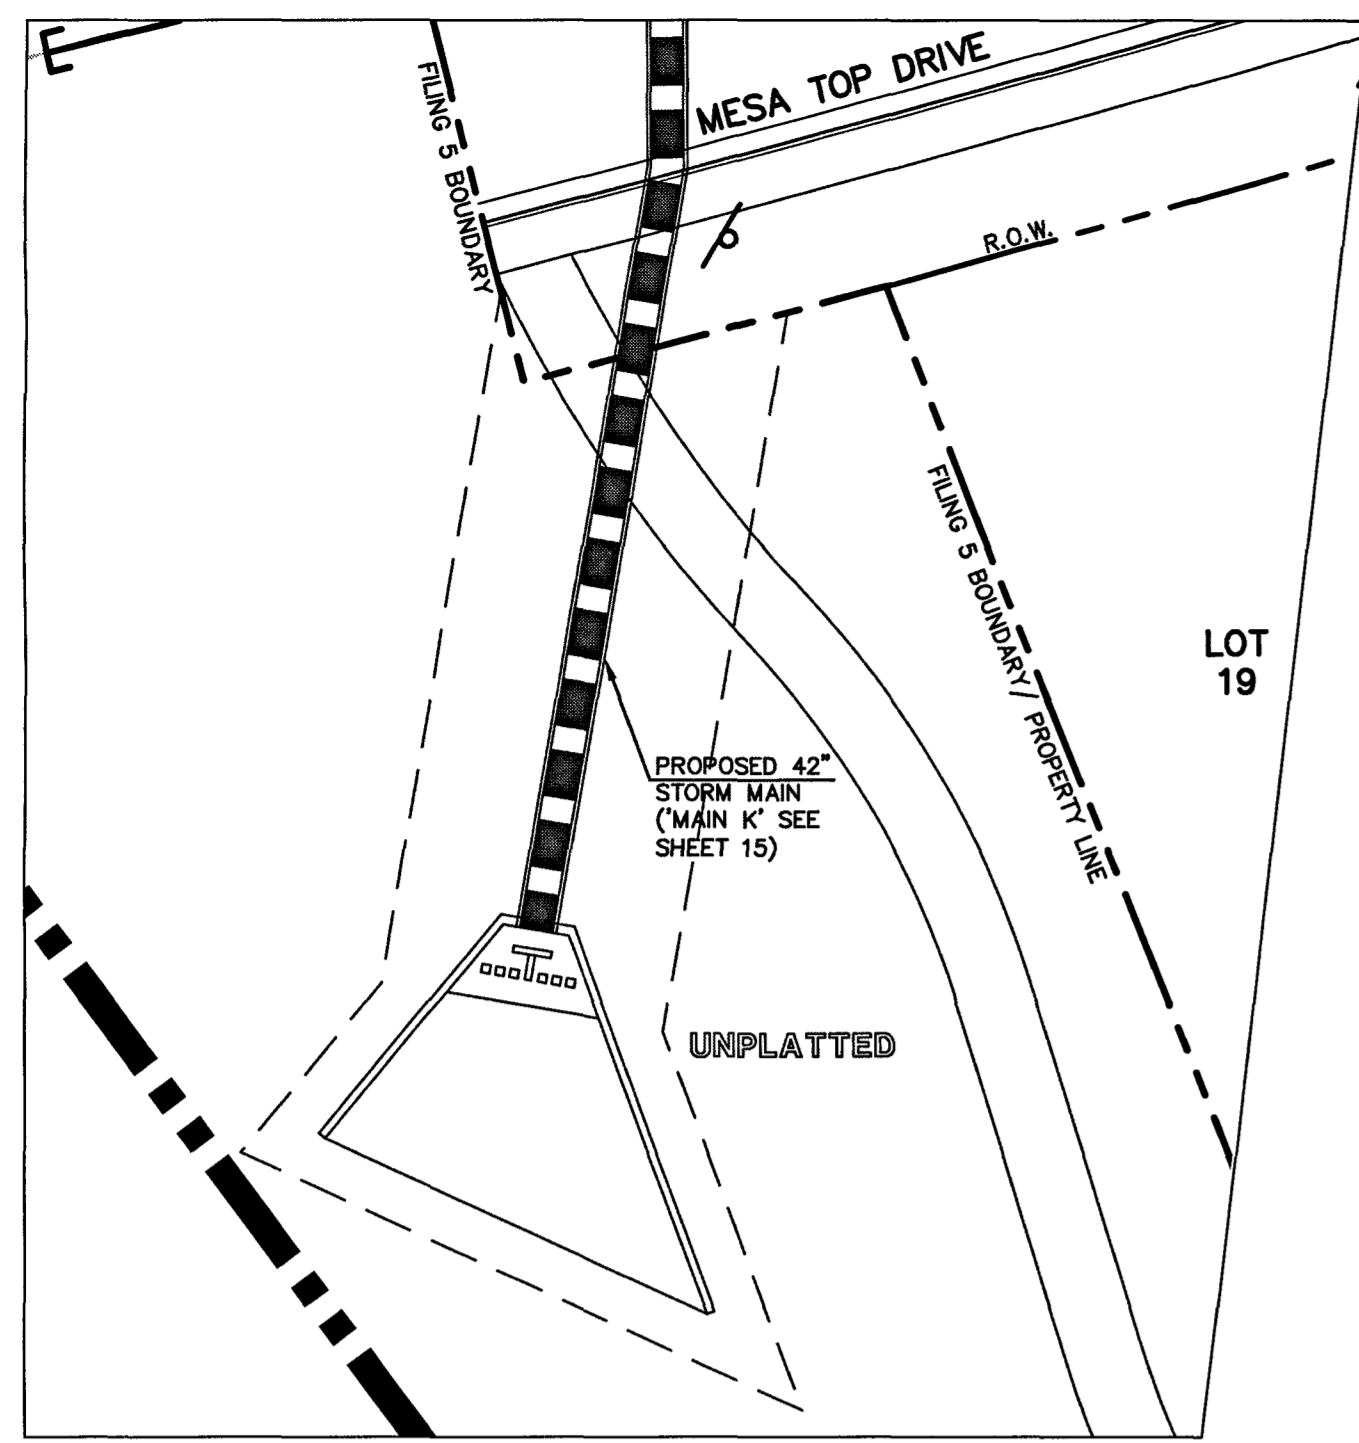 MESA TOP DRIVE
FILING 5 BOUNDARY
R.O.W.
FILING 5 BOUNDARY/ PROPERTY LINE
LOT
19
PROPOSED 42"
STORM MAIN
('MAIN K' SEE
SHEET 15)
UNPLATTED